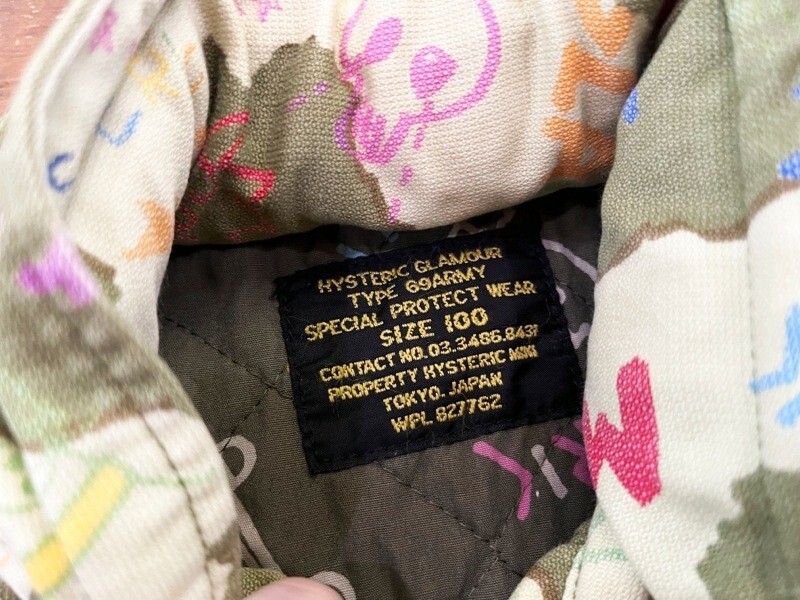 HYSTERIC GLAMOUR
TYPE 69ARMY
SPECIAL PROTECT WEAR
SIZE 100
CONTACT NO.03.3486.8431
PROPERTY HYSTERIC MINI
TOKYO. JAPAN
WPL 827762